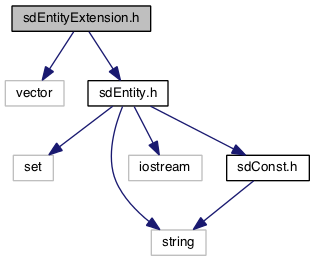 sdEntityExtension.h
vector
sdEntity.h
set
iostream
sdConst.h
string